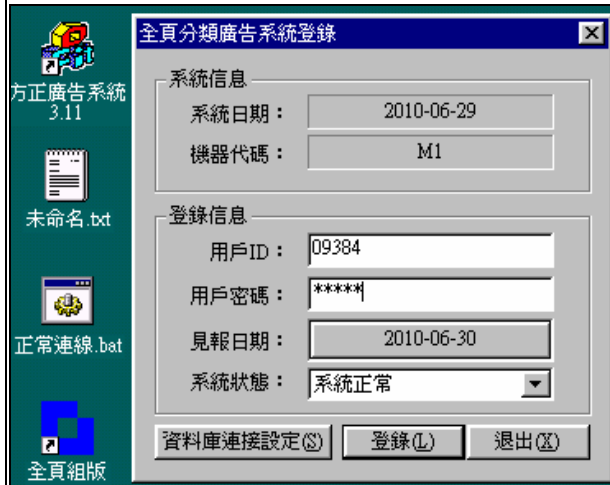 方正廣告系統
3.11
未命名.txt
正常連線.bat
全頁組版
全頁分類廣告系統登錄
系統信息
系統日期： 2010-06-29
機器代碼： M1
登錄信息
用戶ID： 09384
用戶密碼： *****
見報日期： 2010-06-30
系統狀態： 系統正常
資料庫連接設定(S) 登錄(L) 退出(X)